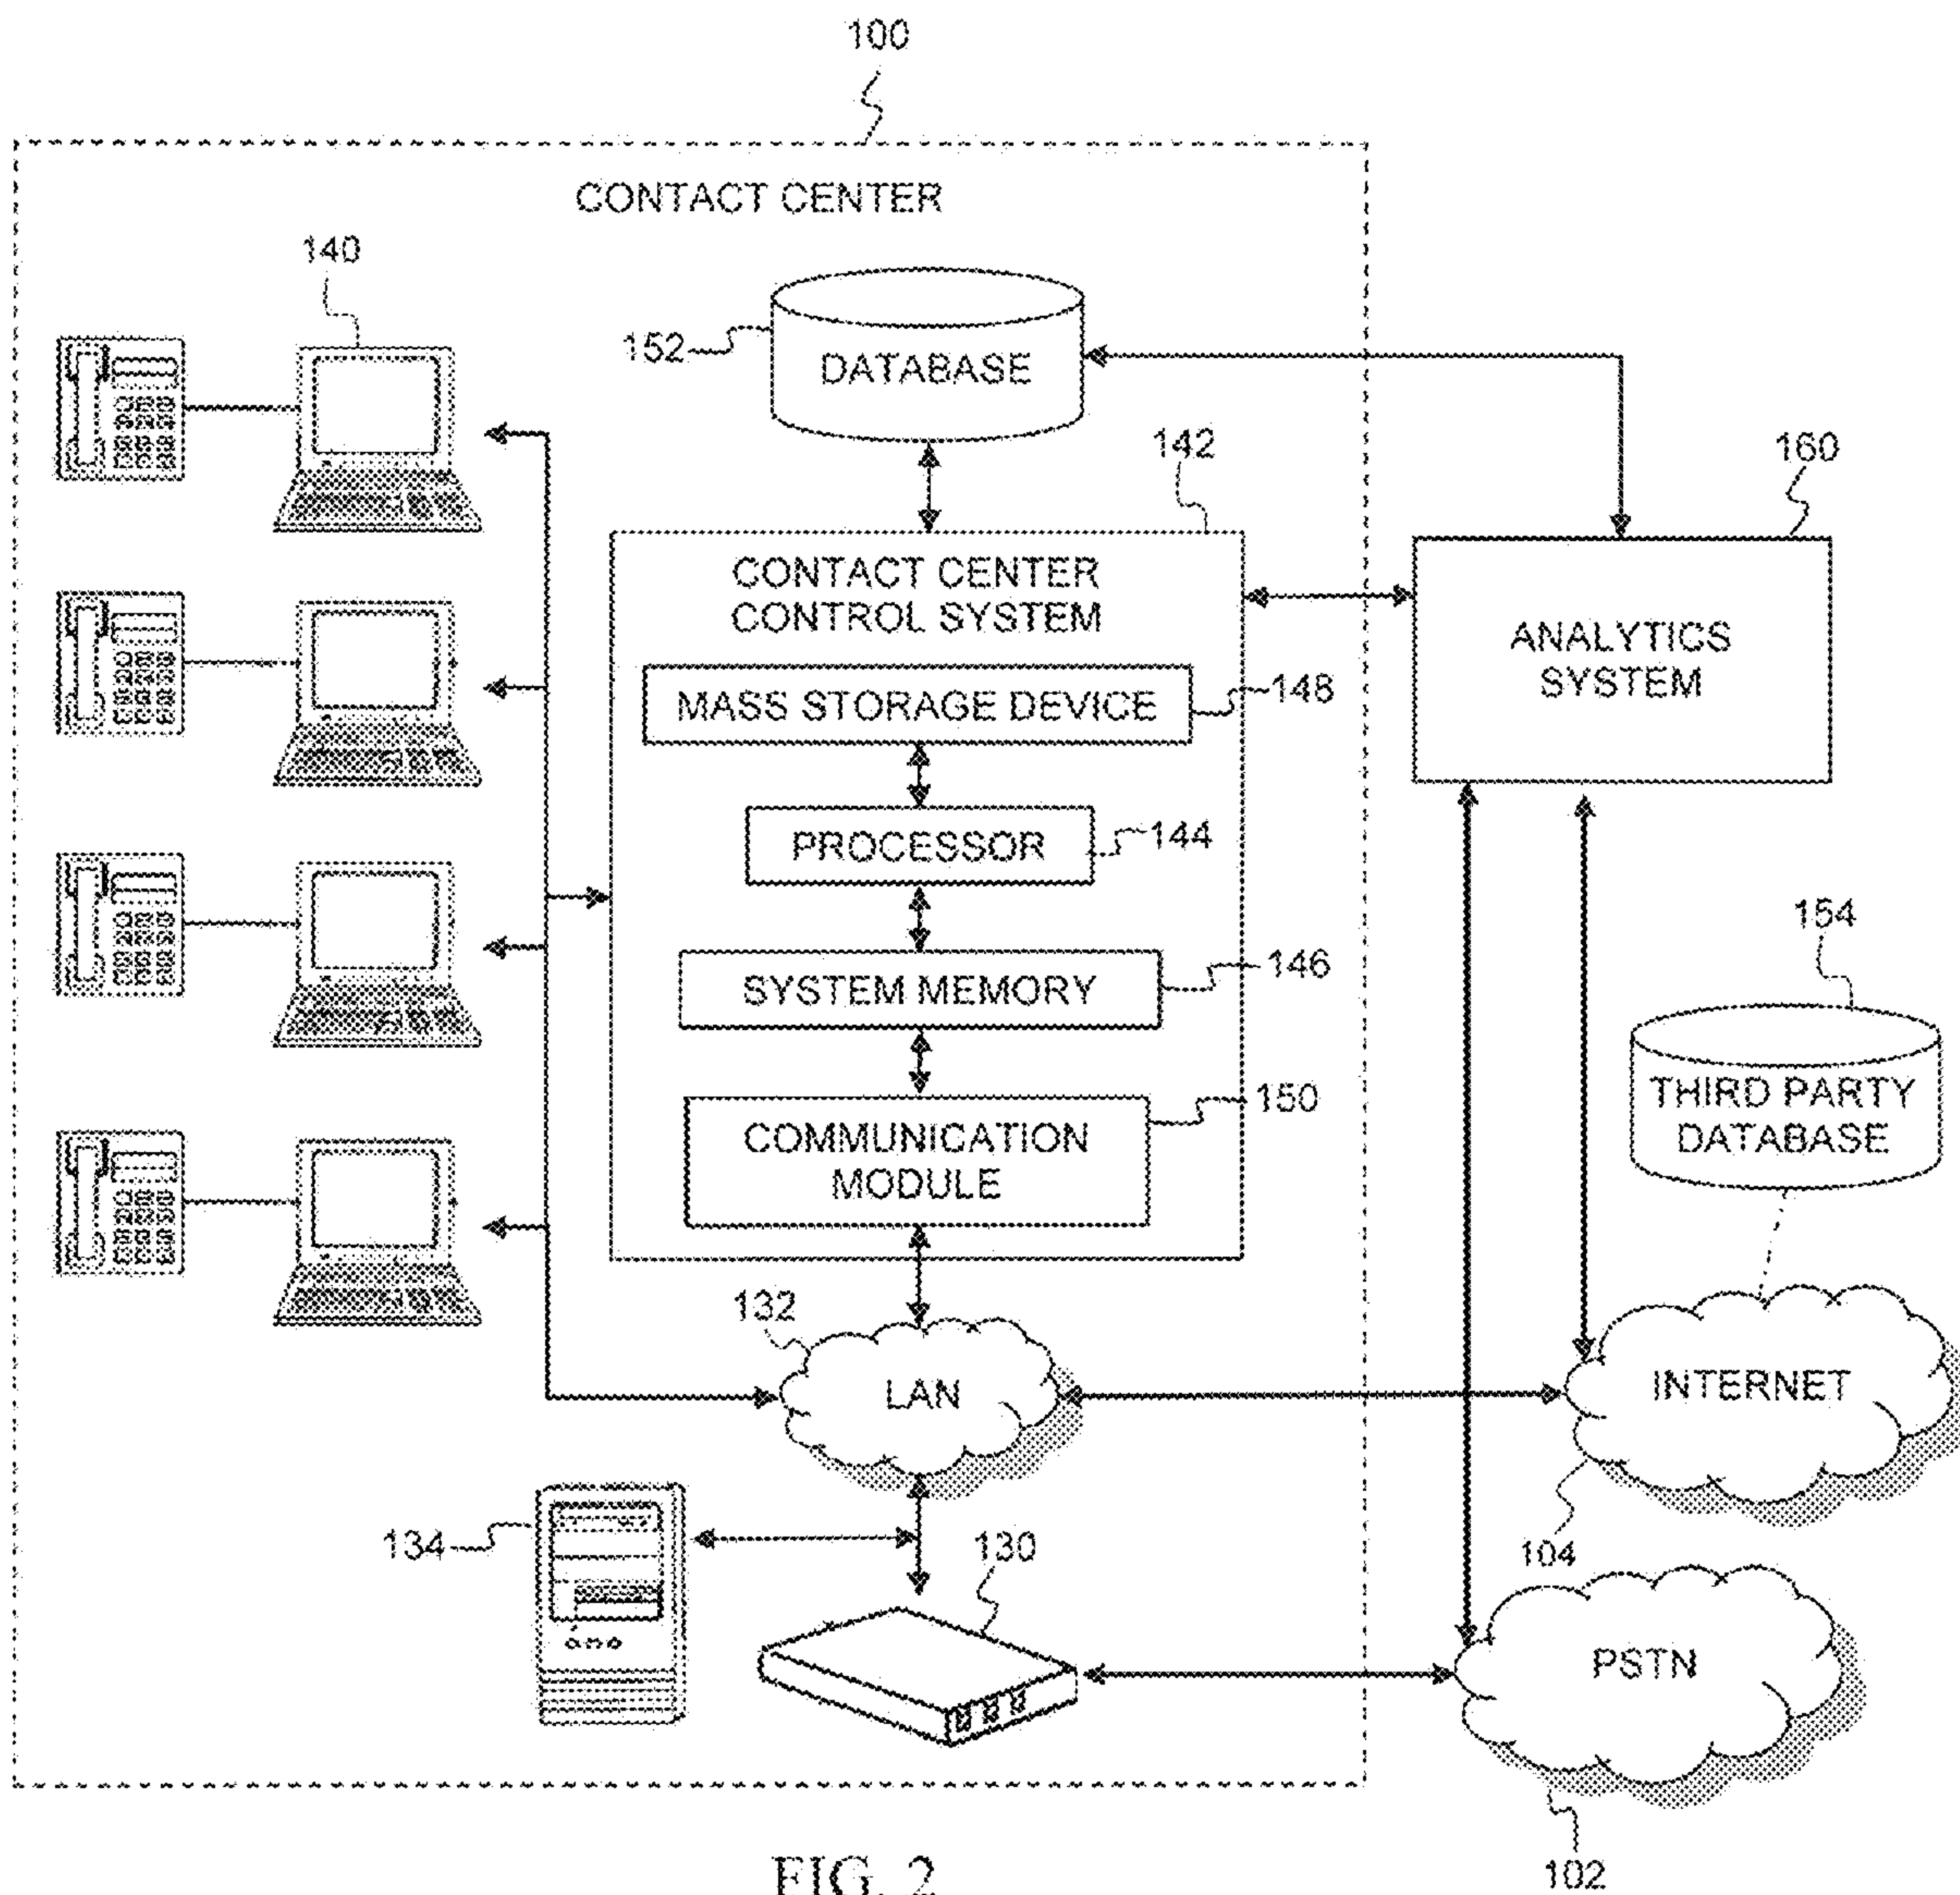 100
CONTACT CENTER
140
152
DATABASE
142
160
CONTACT CENTER
CONTROL SYSTEM
ANALYTICS
SYSTEM
MASS STORAGE DEVICE
148
PROCESSOR
144
154
SYSTEM MEMORY
146
THIRD PARTY
DATABASE
COMMUNICATION
MODULE
150
132
LAN
INTERNET
134
130
104
PSTN
102
FIG. 2